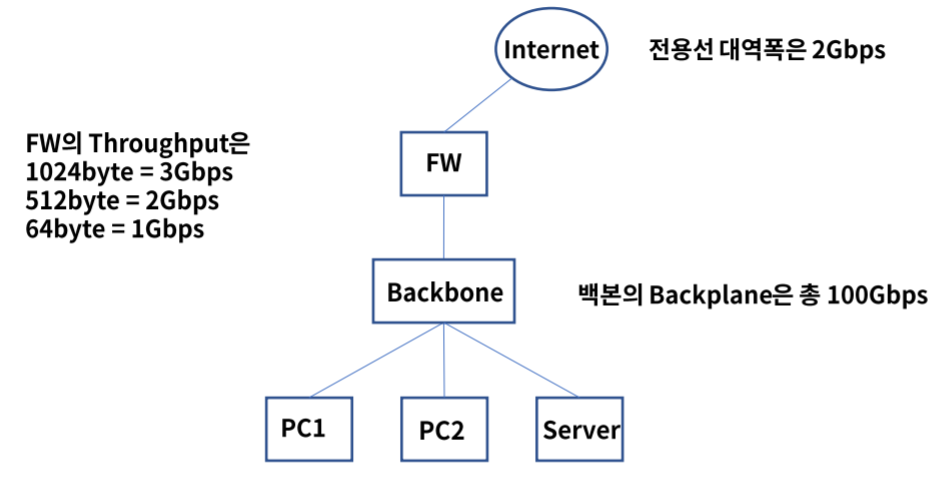 Internet
전용선 대역폭은 2Gbps
FW의 Throughput은
1024byte = 3Gbps
512byte = 2Gbps
64byte = 1Gbps
FW
Backbone
백본의 Backplane은 총 100Gbps
PC1
PC2
Server